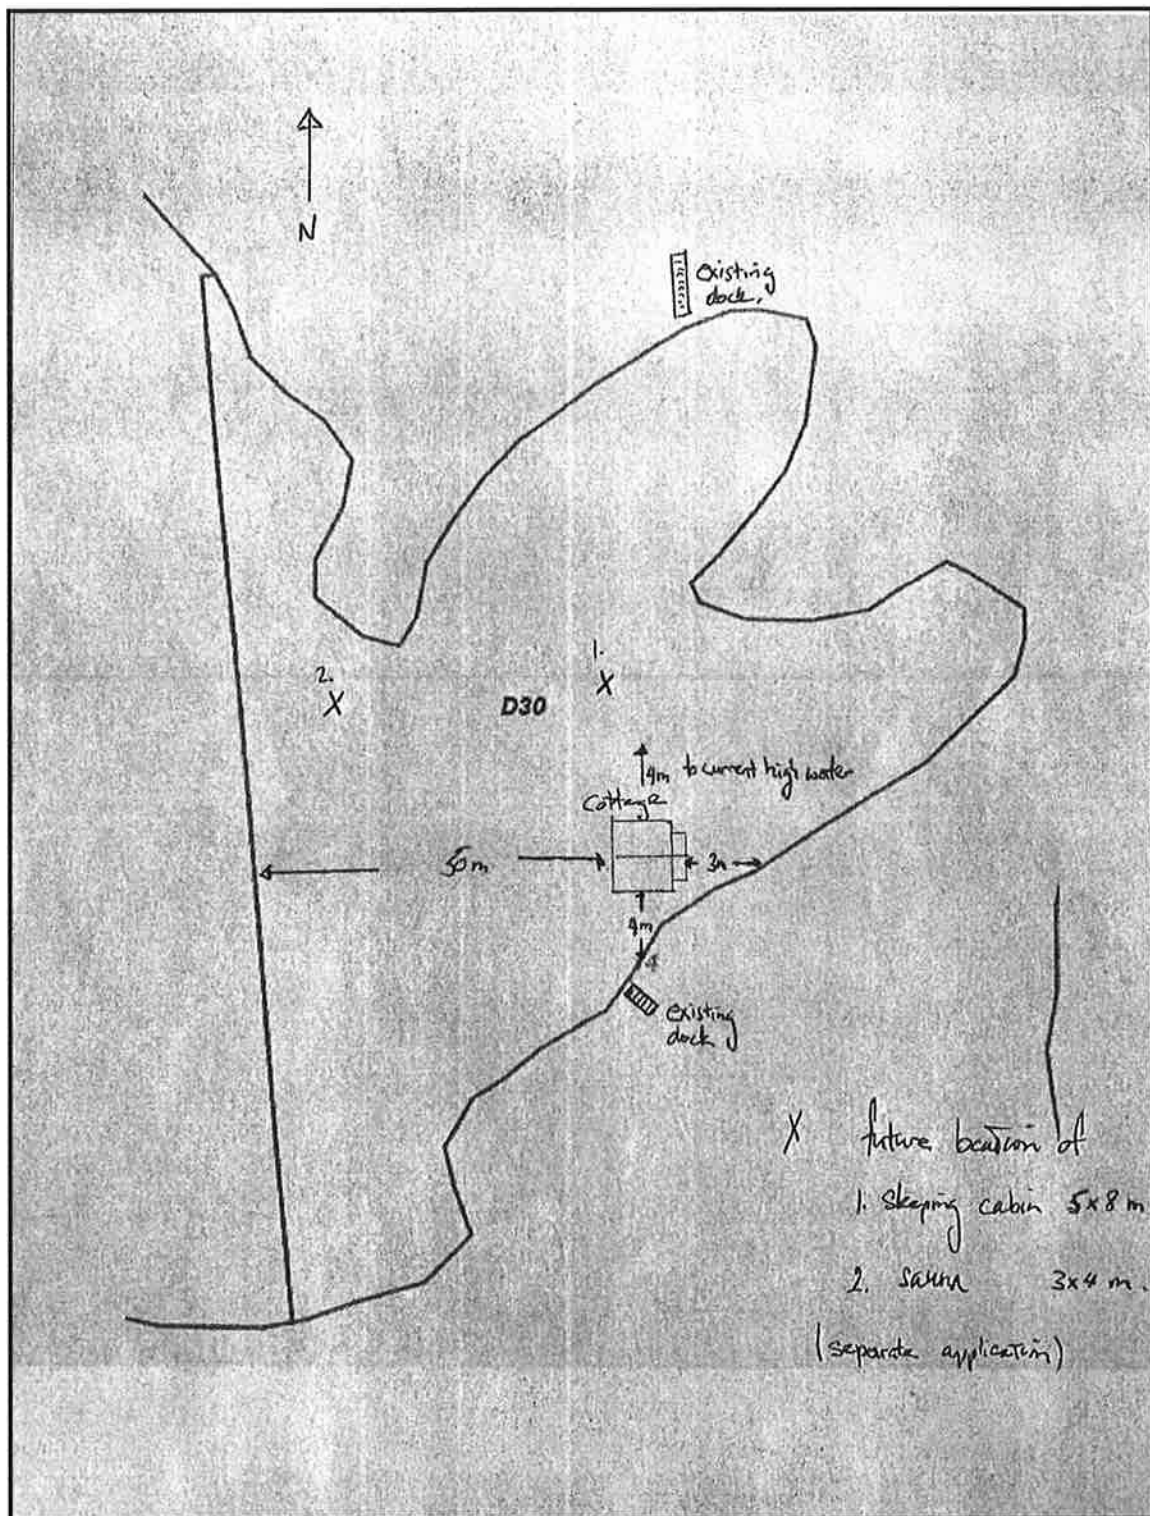 N
existing
dock.
1.
X
2.
X
D30
4m to current high water
Cottage
50m
3m
4m
existing
dock
X future location of
1. Sleeping cabin 5x8 m
2. sauna 3x4 m.
(separate application)